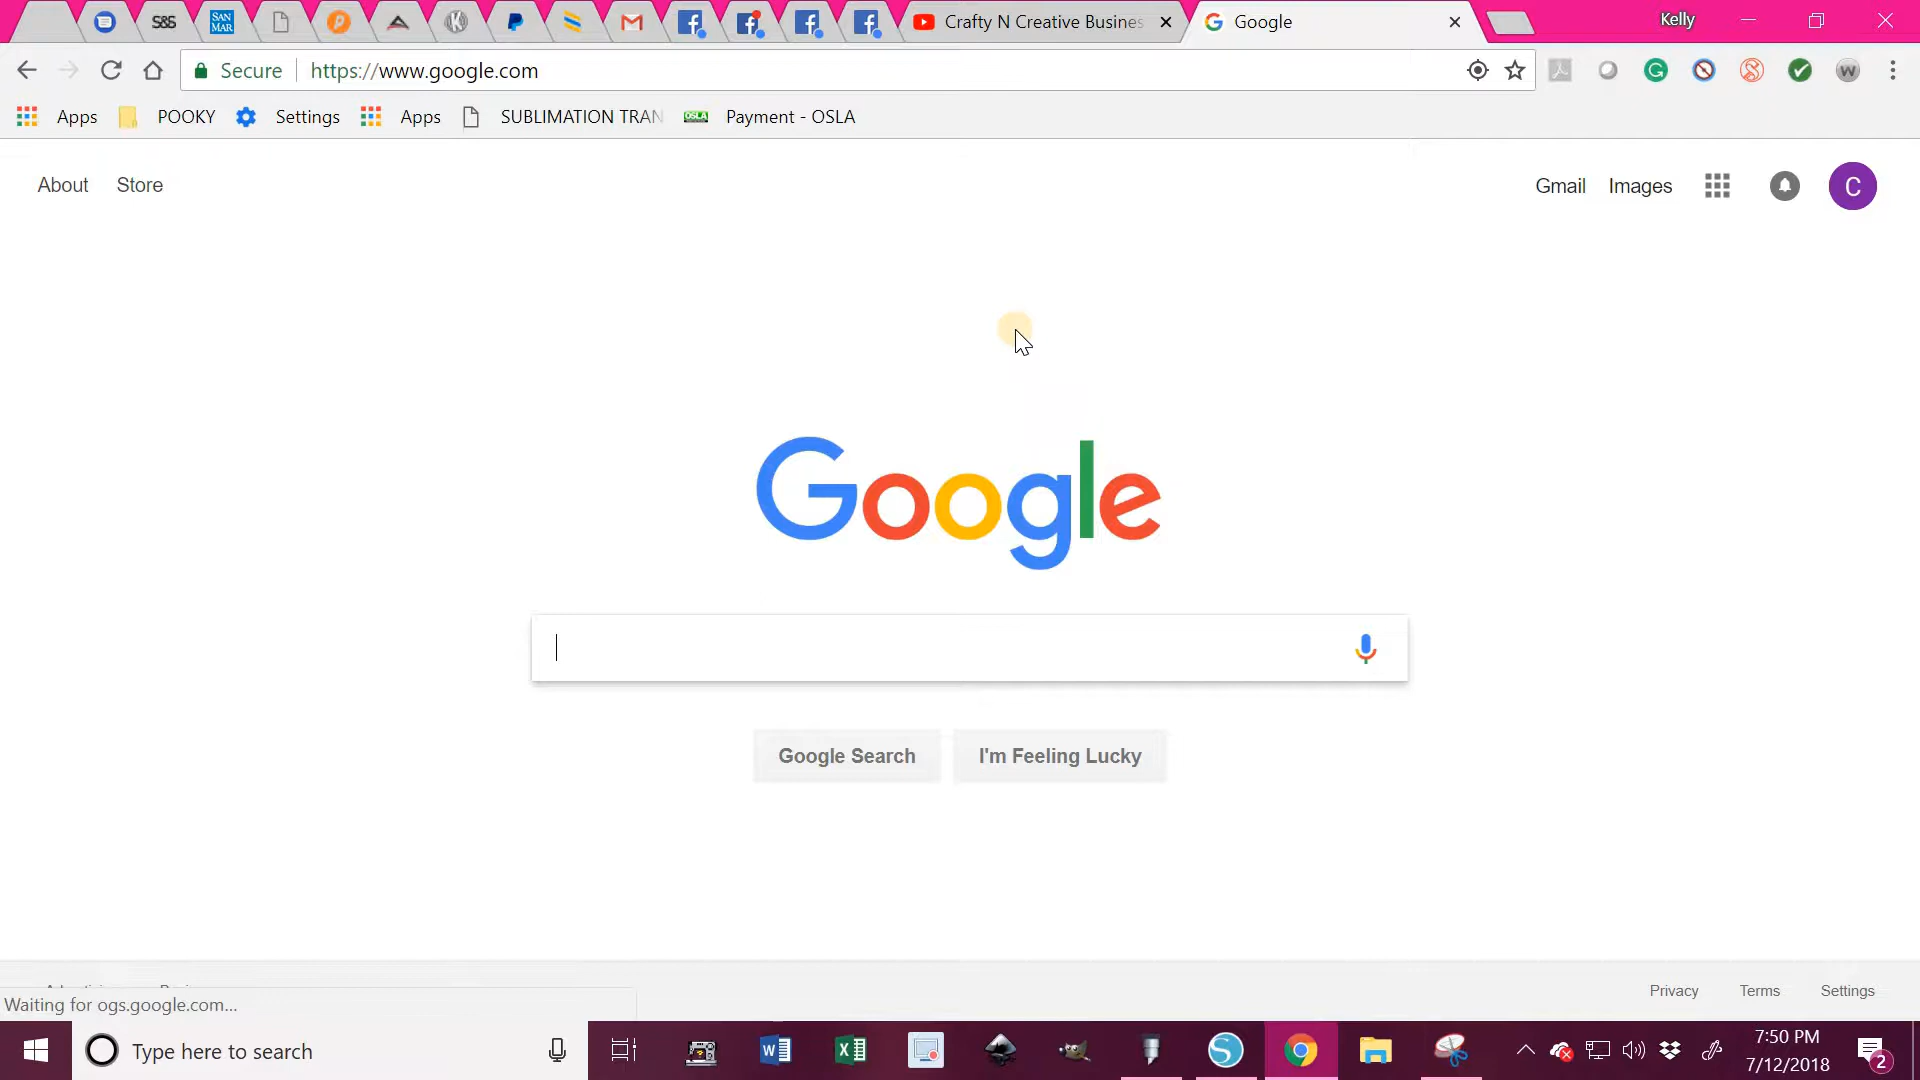 S&S
SAN
MAR
Crafty N Creative Busines
Google
Kelly
Secure
https://www.google.com
Apps
POOKY
Settings
Apps
SUBLIMATION TRAN
OSLA
Payment - OSLA
About
Store
Gmail
Images
C
Google
Google Search
I'm Feeling Lucky
Privacy
Terms
Settings
Waiting for ogs.google.com...
Type here to search
7:50 PM
7/12/2018
2